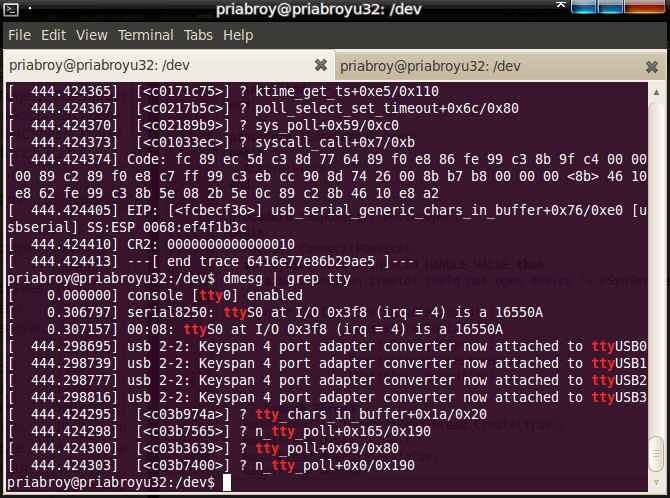 priabroy@priabroyu32: /dev
File Edit View Terminal Tabs Help
priabroy@priabroyu32: /dev
priabroy@priabroyu32: /dev
[  444.424365]  [<c0171c75>] ? ktime_get_ts+0xe5/0x110
[  444.424367]  [<c0217b5c>] ? poll_select_set_timeout+0x6c/0x80
[  444.424370]  [<c02189b9>] ? sys_poll+0x59/0xc0
[  444.424373]  [<c01033ec>] ? syscall_call+0x7/0xb
[  444.424374] Code: fc 89 ec 5d c3 8d 77 64 89 f0 e8 86 fe 99 c3 8b 9f c4 00 00
 00 89 c2 89 f0 e8 c7 ff 99 c3 eb cc 90 8d 74 26 00 8b b7 b8 00 00 00 <8b> 46 10
 e8 62 fe 99 c3 8b 5e 08 2b 5e 0c 89 c2 8b 46 10 e8 a2
[  444.424405] EIP: [<fcbecf36>] usb_serial_generic_chars_in_buffer+0x76/0xe0 [u
sbserial] SS:ESP 0068:ef4f1b3c
[  444.424410] CR2: 0000000000000010
[  444.424413] ---[ end trace 6416e77e86b29ae5 ]---
priabroy@priabroyu32:/dev$ dmesg | grep tty
[    0.000000] console [tty0] enabled
[    0.306797] serial8250: ttyS0 at I/O 0x3f8 (irq = 4) is a 16550A
[    0.307157] 00:08: ttyS0 at I/O 0x3f8 (irq = 4) is a 16550A
[  444.298695] usb 2-2: Keyspan 4 port adapter converter now attached to ttyUSB0
[  444.298739] usb 2-2: Keyspan 4 port adapter converter now attached to ttyUSB1
[  444.298777] usb 2-2: Keyspan 4 port adapter converter now attached to ttyUSB2
[  444.298816] usb 2-2: Keyspan 4 port adapter converter now attached to ttyUSB3
[  444.424295]  [<c03b974a>] ? tty_chars_in_buffer+0x1a/0x20
[  444.424298]  [<c03b7565>] ? n_tty_poll+0x165/0x190
[  444.424300]  [<c03b3639>] ? tty_poll+0x69/0x80
[  444.424303]  [<c03b7400>] ? n_tty_poll+0x0/0x190
priabroy@priabroyu32:/dev$